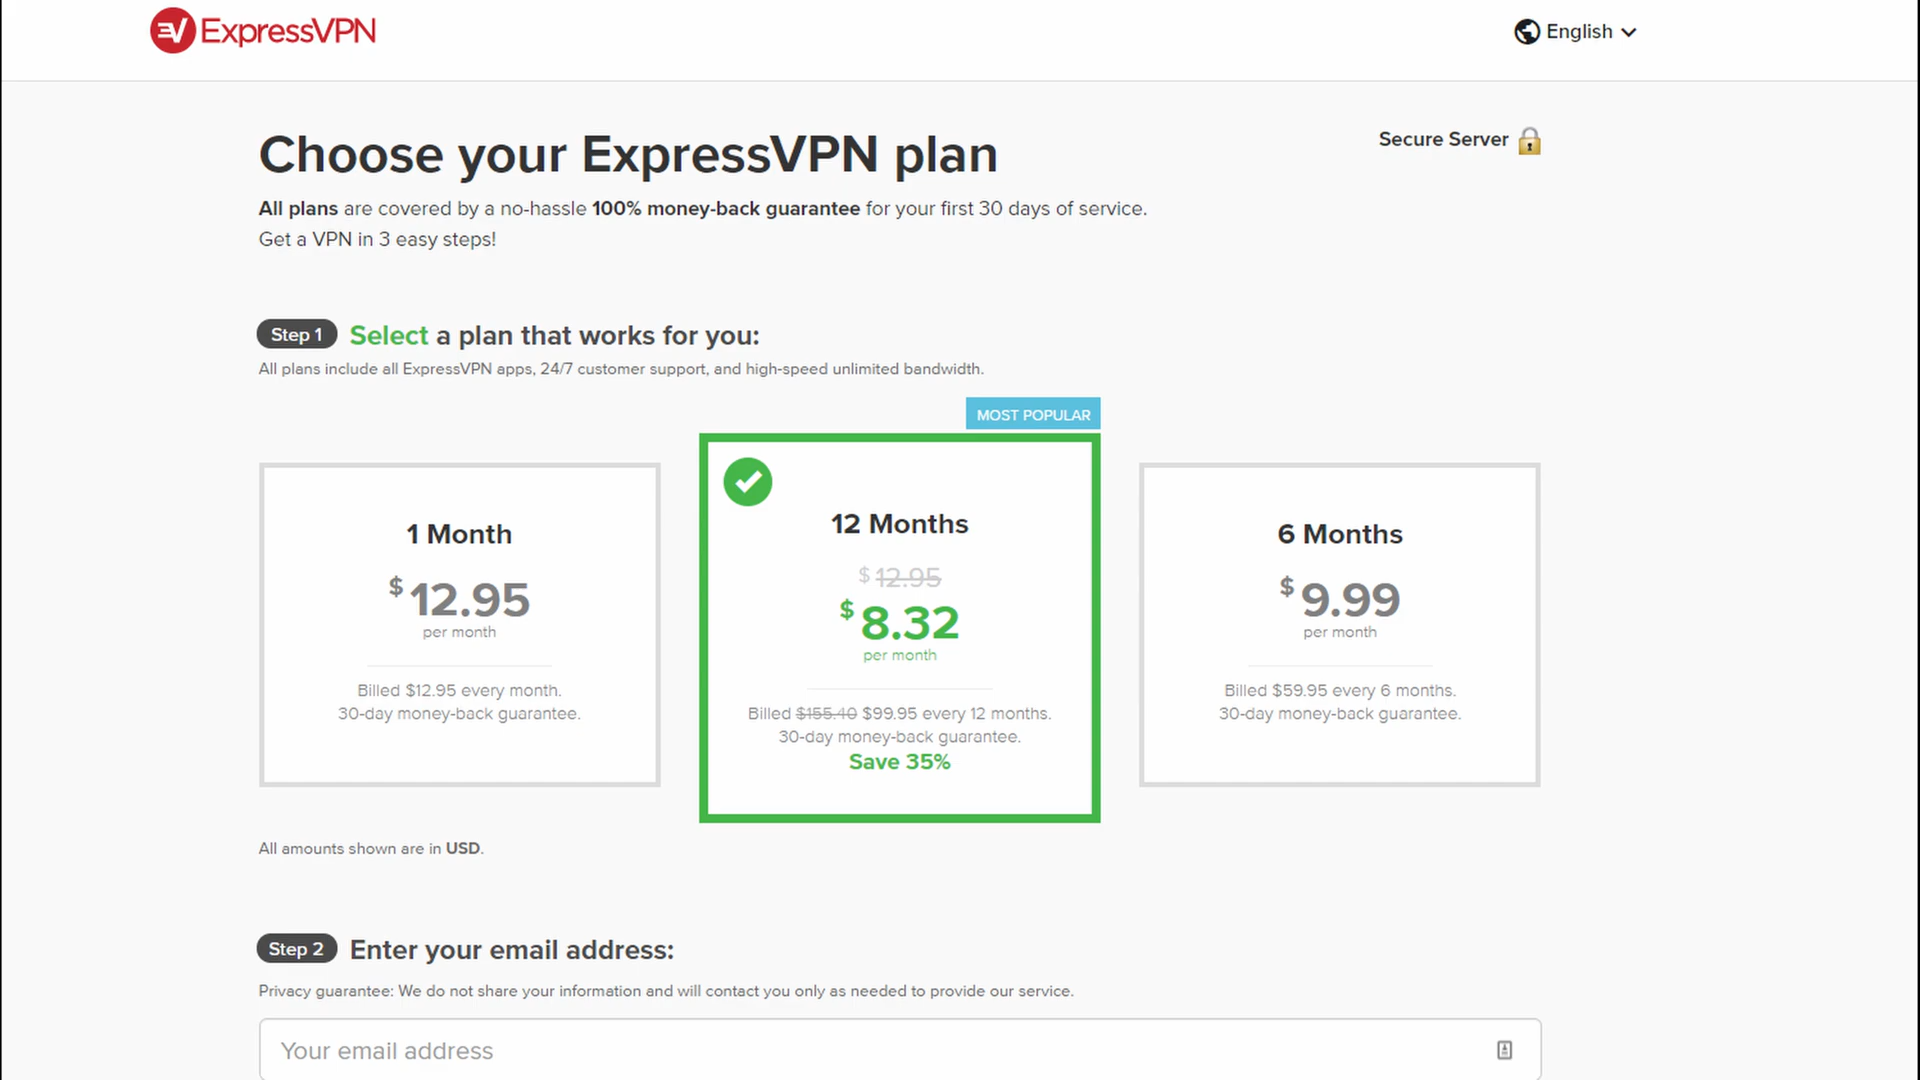 ExpressVPN
English
Choose your ExpressVPN plan
Secure Server
All plans are covered by a no-hassle 100% money-back guarantee for your first 30 days of service.
Get a VPN in 3 easy steps!
Step 1 Select a plan that works for you:
All plans include all ExpressVPN apps, 24/7 customer support, and high-speed unlimited bandwidth.
MOST POPULAR
1 Month
$12.95
per month
Billed $12.95 every month.
30-day money-back guarantee.
12 Months
$12.95
$8.32
per month
Billed $155.40 $99.95 every 12 months.
30-day money-back guarantee.
Save 35%
6 Months
$9.99
per month
Billed $59.95 every 6 months.
30-day money-back guarantee.
All amounts shown are in USD.
Step 2 Enter your email address:
Privacy guarantee: We do not share your information and will contact you only as needed to provide our service.
Your email address